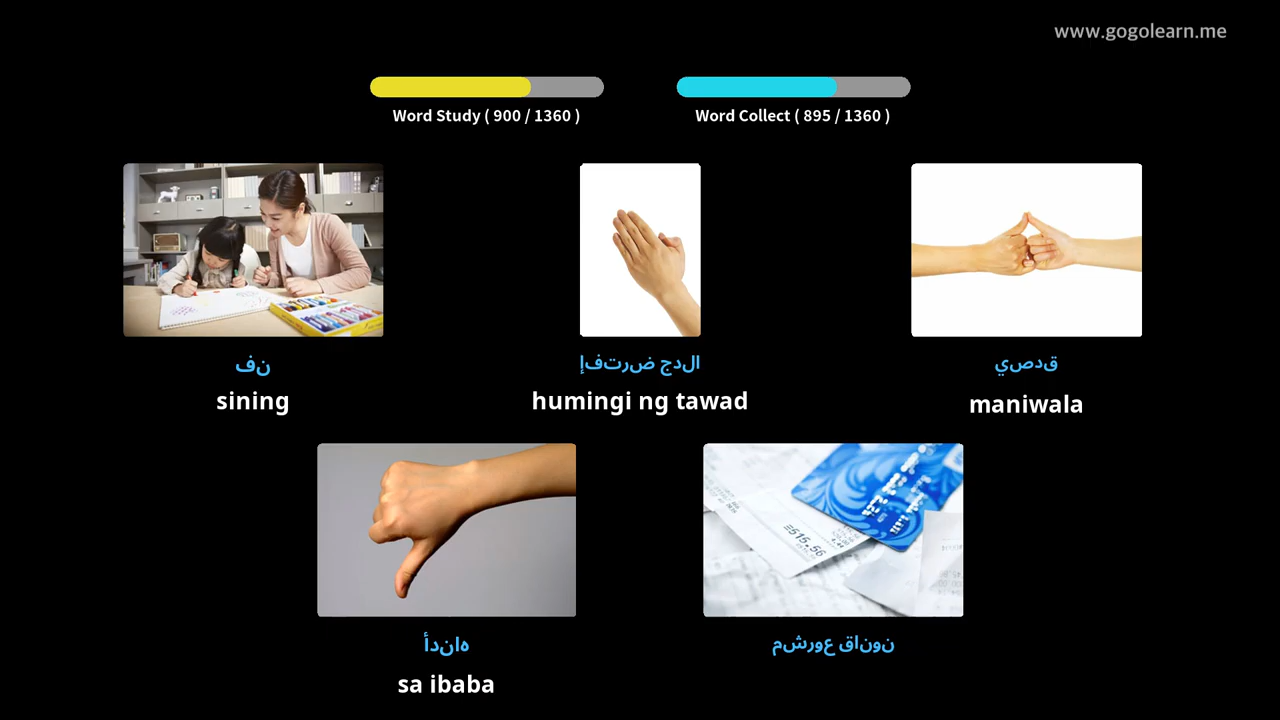 www.gogolearn.me
Word Study ( 900 / 1360 )
Word Collect ( 895 / 1360 )
نف
الدج ضرتفإ
قدصي
sining
humingi ng tawad
maniwala
هاندأ
نوناق عورشم
sa ibaba